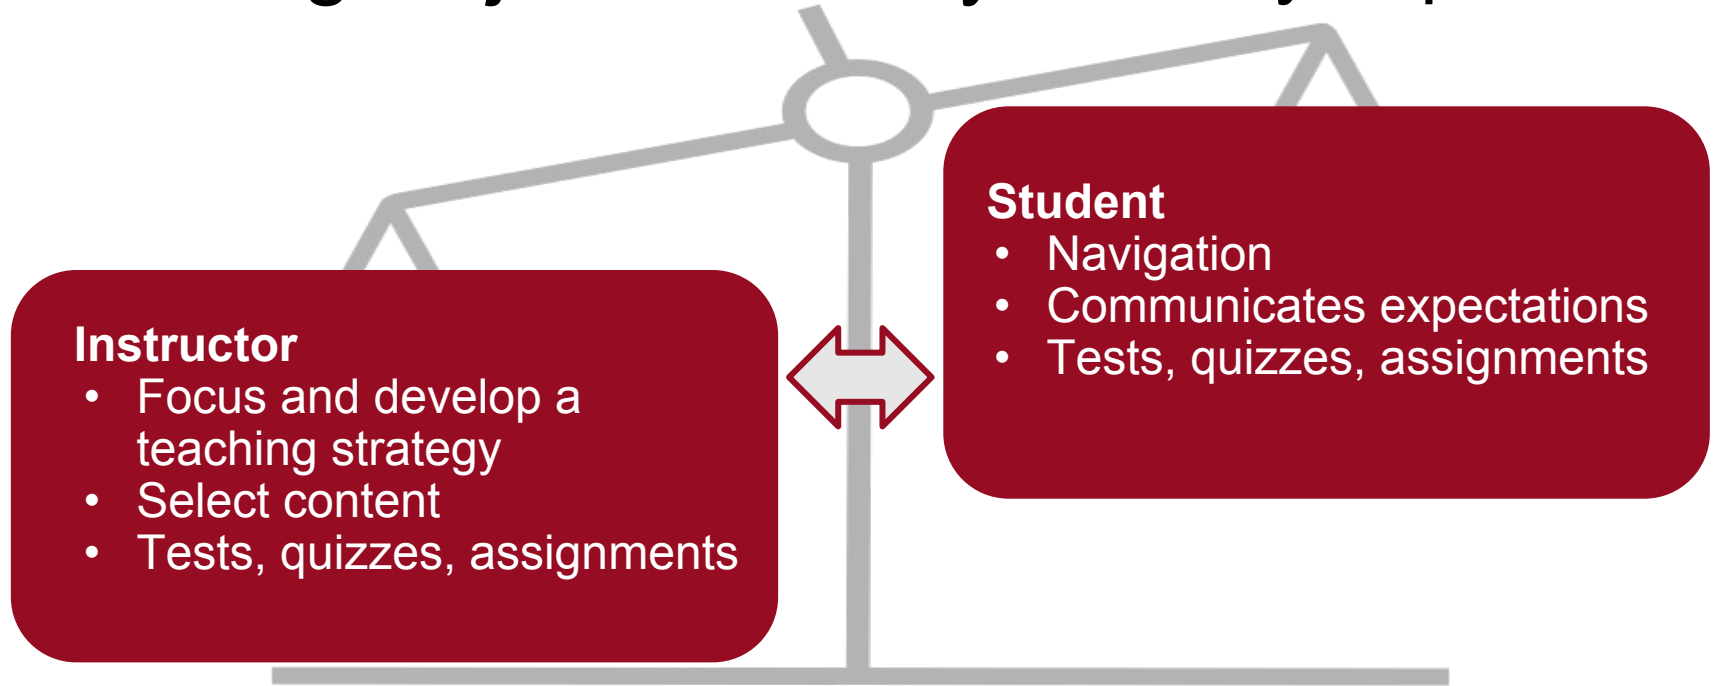 Instructor
• Focus and develop a
teaching strategy
• Select content
• Tests, quizzes, assignments
Student
• Navigation
• Communicates expectations
• Tests, quizzes, assignments